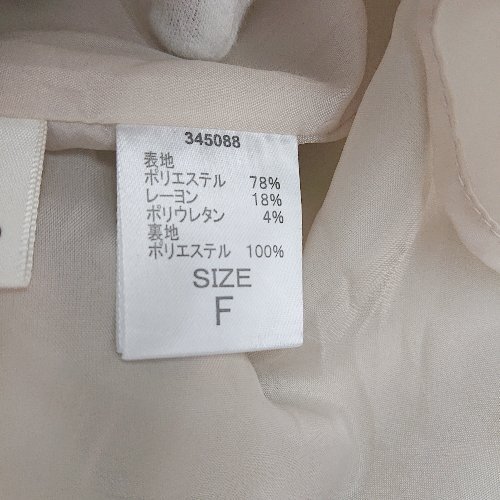 345088
表地
ポリエステル 78%
レーヨン 18%
ポリウレタン 4%
裏地
ポリエステル 100%
SIZE
F